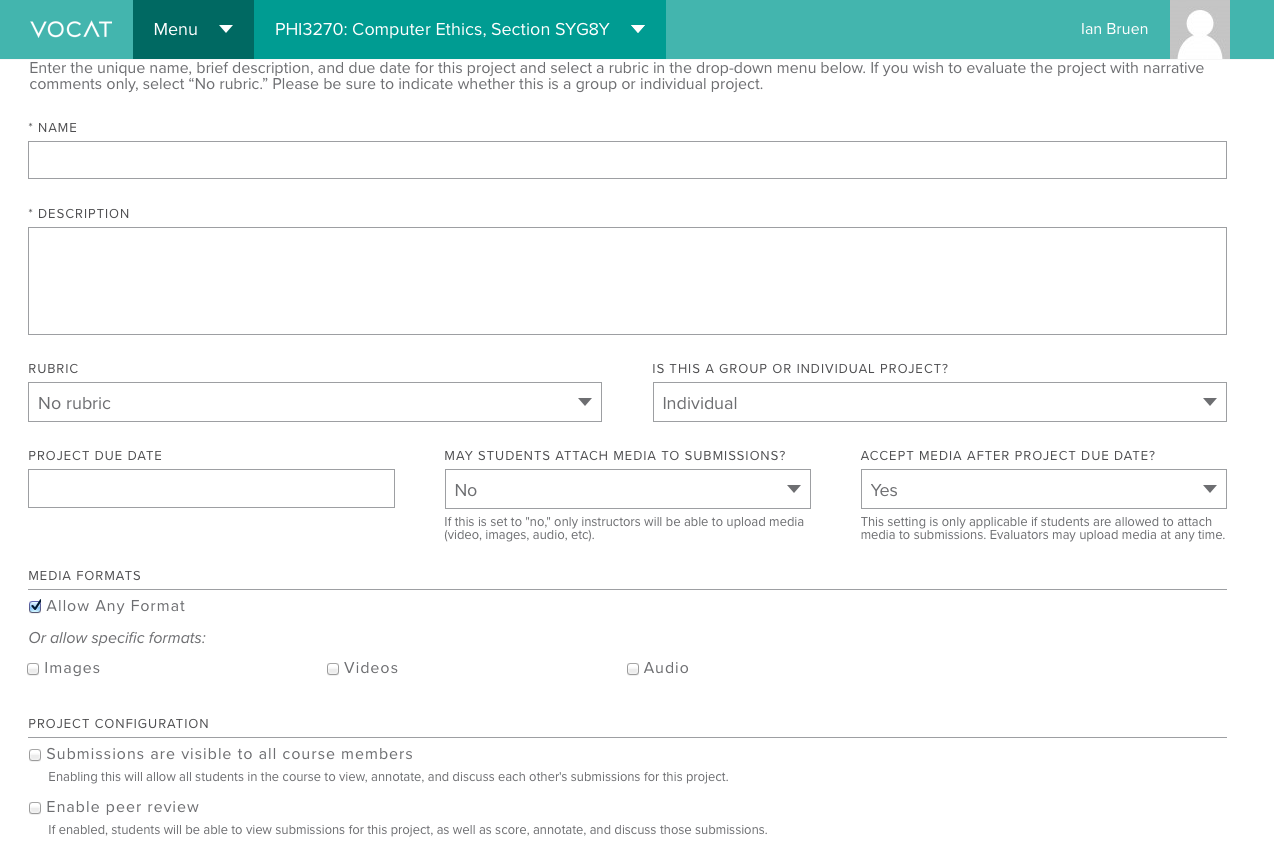 VOCAT Menu PHI3270: Computer Ethics, Section SYG8Y Ian Bruen
Enter the unique name, brief description, and due date for this project and select a rubric in the drop-down menu below. If you wish to evaluate the project with narrative
comments only, select “No rubric.” Please be sure to indicate whether this is a group or individual project.
* NAME
* DESCRIPTION
RUBRIC
No rubric
IS THIS A GROUP OR INDIVIDUAL PROJECT?
Individual
PROJECT DUE DATE
MAY STUDENTS ATTACH MEDIA TO SUBMISSIONS?
No
If this is set to "no," only instructors will be able to upload media
(video, images, audio, etc).
ACCEPT MEDIA AFTER PROJECT DUE DATE?
Yes
This setting is only applicable if students are allowed to attach
media to submissions. Evaluators may upload media at any time.
MEDIA FORMATS
Allow Any Format
Or allow specific formats:
Images Videos Audio
PROJECT CONFIGURATION
Submissions are visible to all course members
Enabling this will allow all students in the course to view, annotate, and discuss each other's submissions for this project.
Enable peer review
If enabled, students will be able to view submissions for this project, as well as score, annotate, and discuss those submissions.